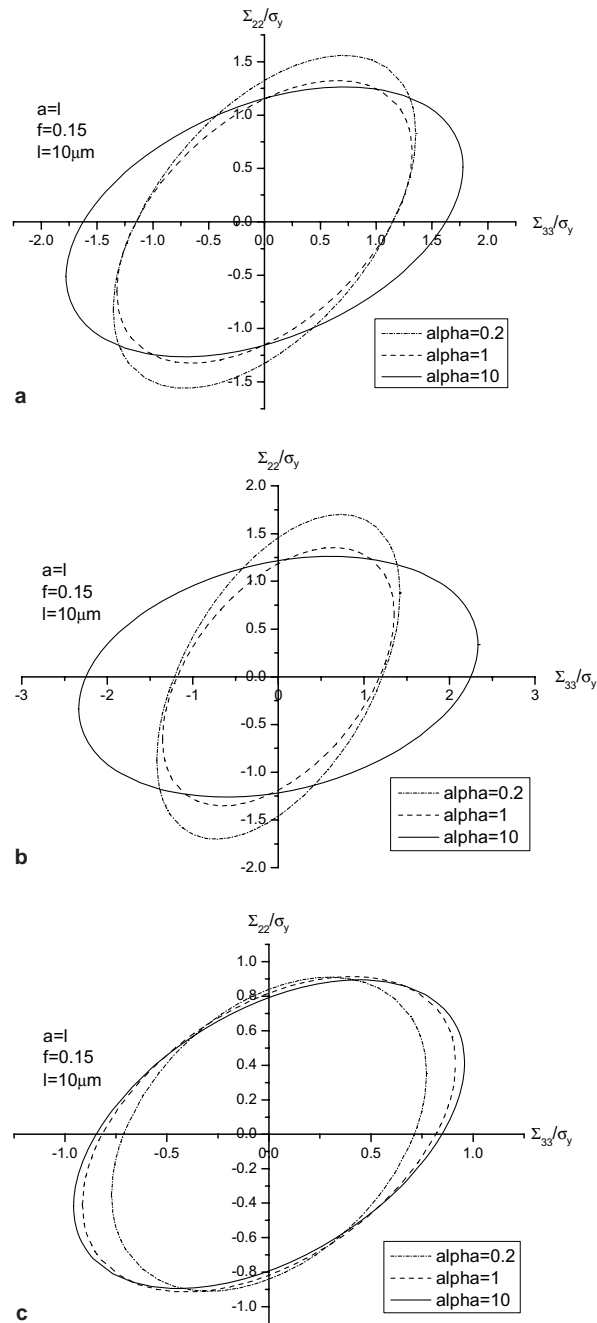 Σ22/σy
1.5
1.0
0.5
0.0
-0.5
-1.0
-1.5
a=l
f=0.15
l=10μm
-2.0 -1.5 -1.0 -0.5 0.0 0.5 1.0 1.5 2.0
Σ33/σy
alpha=0.2
alpha=1
alpha=10
a
Σ22/σy
2.0
1.5
1.0
0.5
0.0
-0.5
-1.0
-1.5
-2.0
a=l
f=0.15
l=10μm
-3 -2 -1 0 1 2 3
Σ33/σy
alpha=0.2
alpha=1
alpha=10
b
Σ22/σy
1.0
0.8
0.6
0.4
0.2
0.0
-0.2
-0.4
-0.6
-0.8
-1.0
a=l
f=0.15
l=10μm
-1.0 -0.5 0.0 0.5 1.0
Σ33/σy
alpha=0.2
alpha=1
alpha=10
c